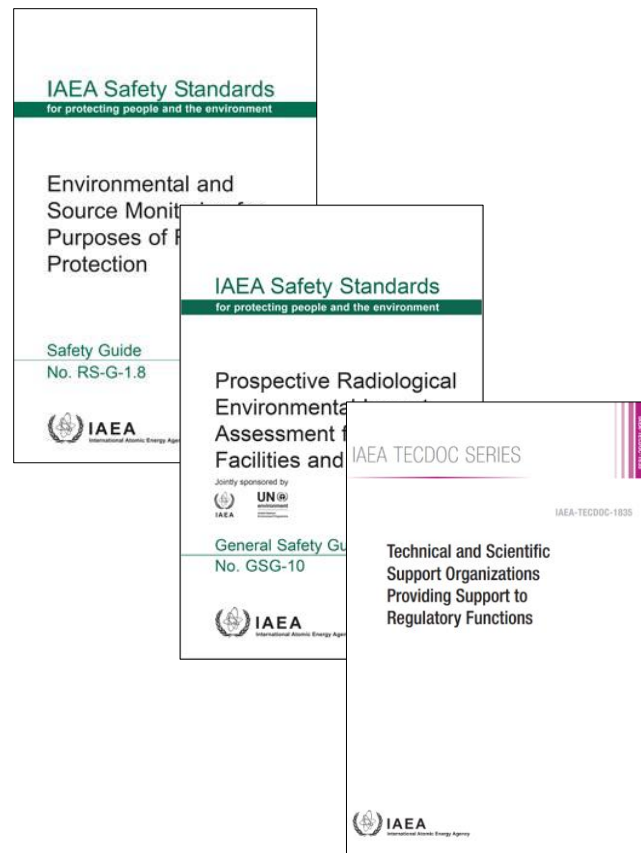 IAEA Safety Standards
for protecting people and the environment
Environmental and
Source
Purposes of
Protection
Safety Guide
No. RS-G-1.8
IAEA
International Atomic Energy
IAEA Safety Standards
for protecting people and the environment
Prospective Radiological
Environmental
Assessment
Facilities and
Jointly sponsored by
IAEA
UN
environment
General Safety
No. GSG-10
IAEA
International Atomic Energy
IAEA TECDOC SERIES
IAEA-TECDOC-1835
Technical and Scientific
Support Organizations
Providing Support to
Regulatory Functions
IAEA
International Atomic Energy Agency